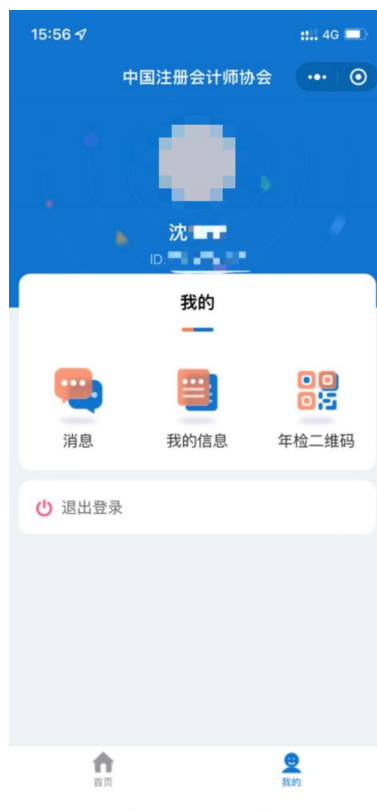 15:56
4G
中国注册会计师协会
沈
ID:
我的
消息
我的信息
年检二维码
退出登录
首页
我的